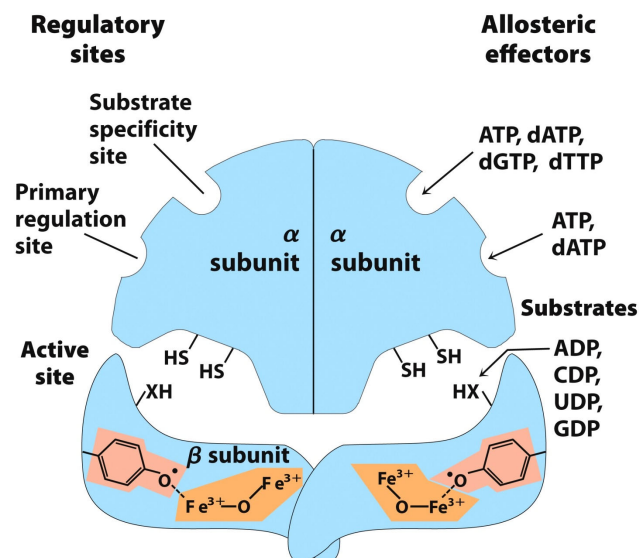 Regulatory
sites
Allosteric
effectors
Substrate
specificity
site
ATP, dATP,
dGTP, dTTP
Primary
regulation
site
ATP,
dATP
α
subunit
α
subunit
Substrates
Active
site
HS
HS
SH
SH
ADP,
CDP,
UDP,
GDP
XH
HX
β subunit
O•
Fe³⁺
Fe³⁺—O
Fe³⁺
O—Fe³⁺
•O